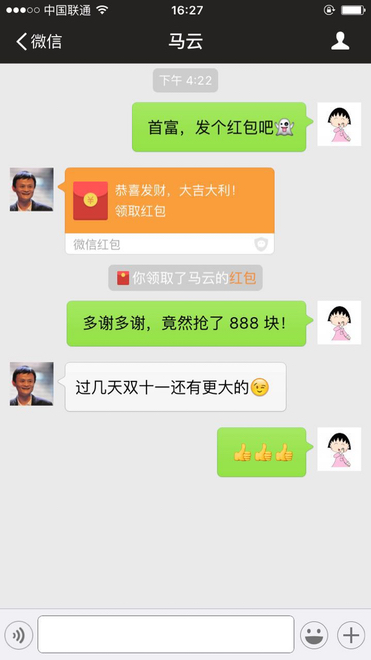 中国联通 16:27
微信 马云
下午 4:22
首富，发个红包吧👻
恭喜发财，大吉大利！
领取红包
微信红包
你领取了马云的红包
多谢多谢，竟然抢了 888 块！
过几天双十一还有更大的😉
👍👍👍